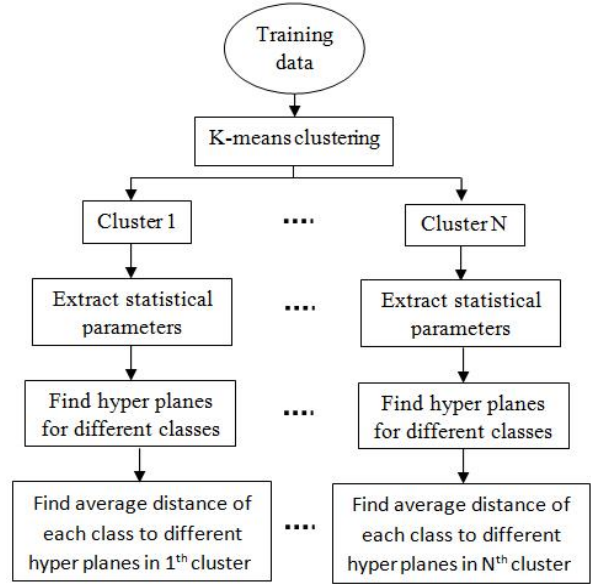 Training
data
K-means clustering
Cluster 1
....
Cluster N
Extract statistical
parameters
....
Extract statistical
parameters
Find hyper planes
for different classes
....
Find hyper planes
for different classes
Find average distance of
each class to different
hyper planes in 1th cluster
....
Find average distance of
each class to different
hyper planes in Nth cluster